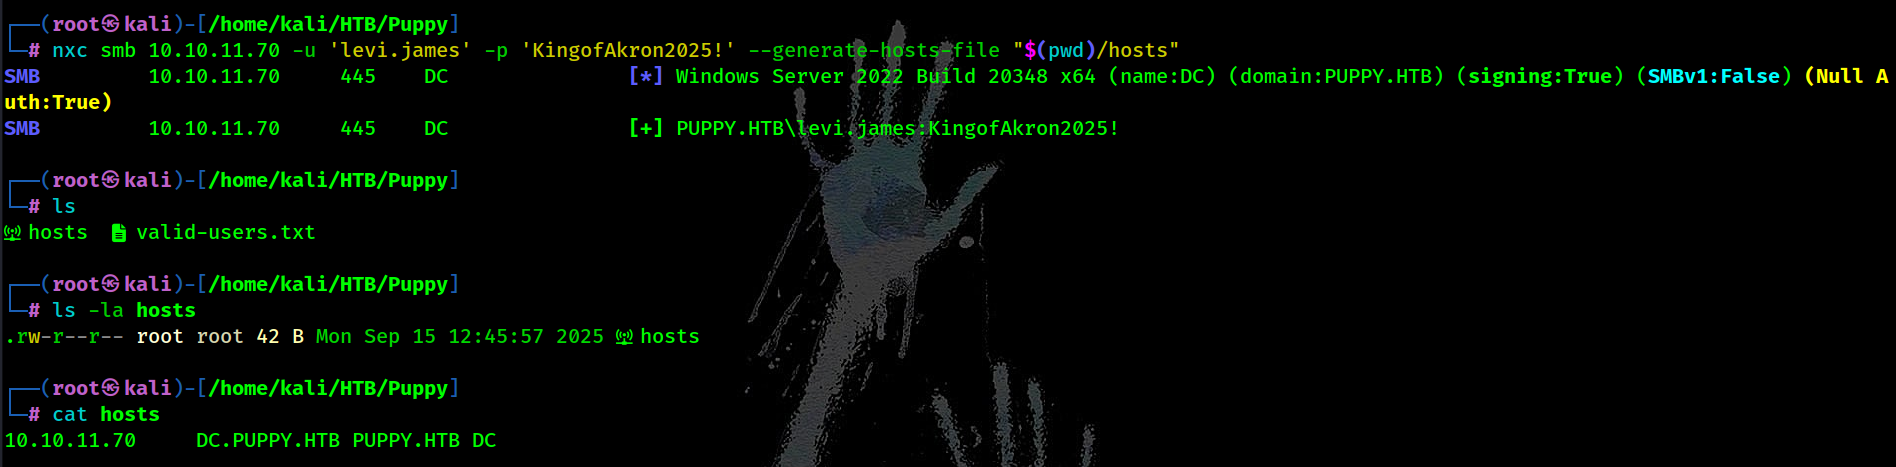 ┌──(root㉿kali)-[/home/kali/HTB/Puppy]
└─# nxc smb 10.10.11.70 -u 'levi.james' -p 'KingofAkron2025!' --generate-hosts-file "$(pwd)/hosts"
SMB         10.10.11.70     445    DC               [*] Windows Server 2022 Build 20348 x64 (name:DC) (domain:PUPPY.HTB) (signing:True) (SMBv1:False) (Null A
uth:True)
SMB         10.10.11.70     445    DC               [+] PUPPY.HTB\levi.james:KingofAkron2025!
┌──(root㉿kali)-[/home/kali/HTB/Puppy]
└─# ls
hosts  valid-users.txt
┌──(root㉿kali)-[/home/kali/HTB/Puppy]
└─# ls -la hosts
.rw-r--r-- root root 42 B Mon Sep 15 12:45:57 2025 hosts
┌──(root㉿kali)-[/home/kali/HTB/Puppy]
└─# cat hosts
10.10.11.70     DC.PUPPY.HTB PUPPY.HTB DC